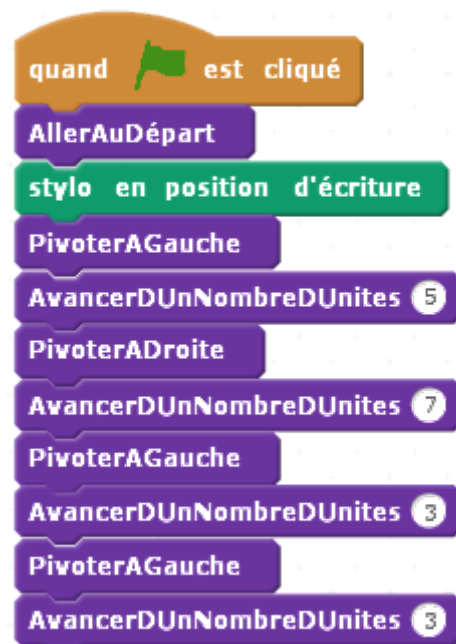 quand est cliqué
AllerAuDépart
stylo en position d'écriture
PivoterAGauche
AvancerDUnNombreDUnites 5
PivoterADroite
AvancerDUnNombreDUnites 7
PivoterAGauche
AvancerDUnNombreDUnites 3
PivoterAGauche
AvancerDUnNombreDUnites 3